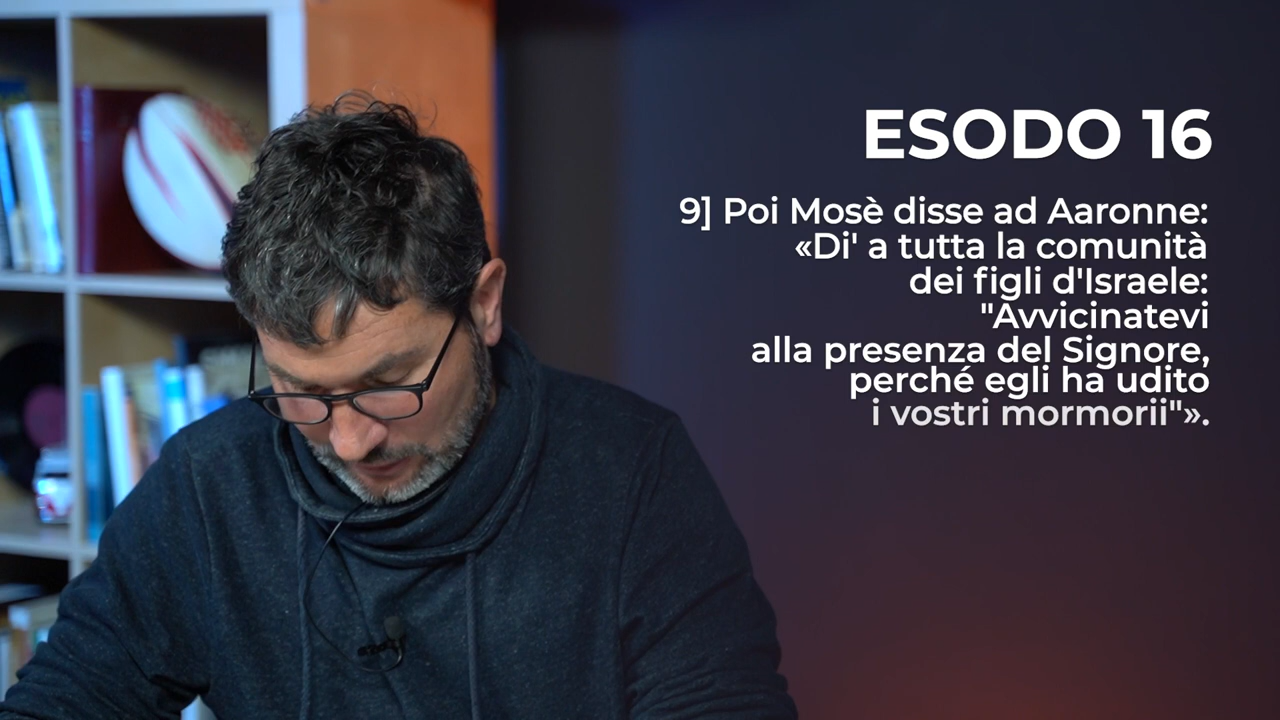 ESODO 16
9] Poi Mosè disse ad Aaronne:
«Di' a tutta la comunità
dei figli d'Israele:
"Avvicinatevi
alla presenza del Signore,
perché egli ha udito
i vostri mormorii"».